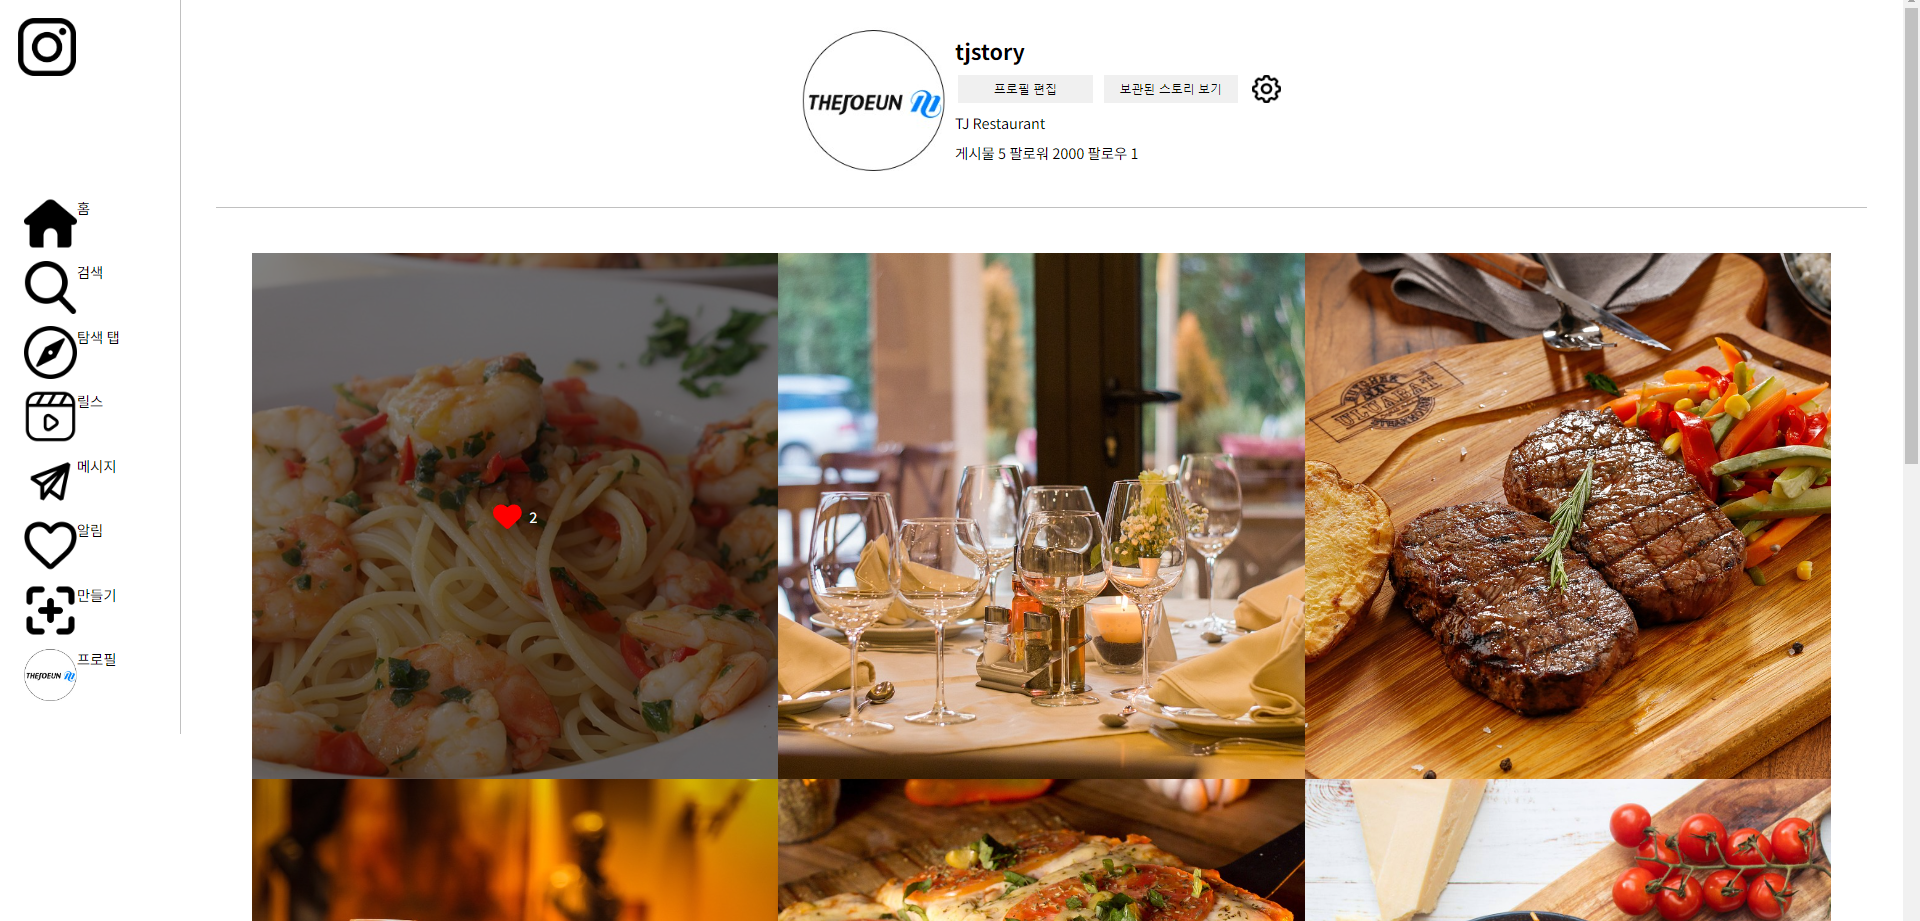 홈
검색
탐색 탭
릴스
메시지
알림
만들기
THEJOEUN
프로필
THEJOEUN
tjstory
프로필 편집
보관된 스토리 보기
TJ Restaurant
게시물 5 팔로워 2000 팔로우 1
2